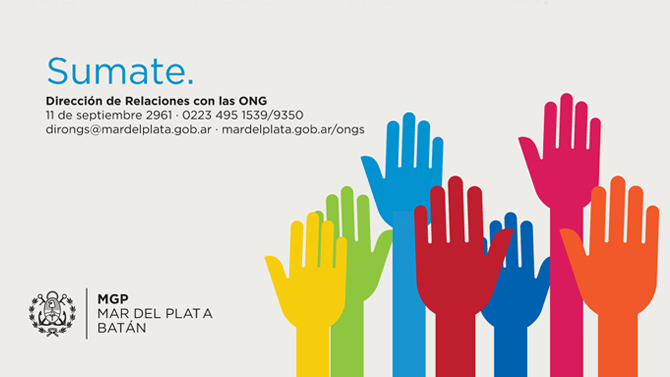 Sumate.
Dirección de Relaciones con las ONG
11 de septiembre 2961 · 0223 495 1539/9350
dirongs@mardelplata.gob.ar · mardelplata.gob.ar/ongs
MGP
MAR DEL PLATA
BATÁN